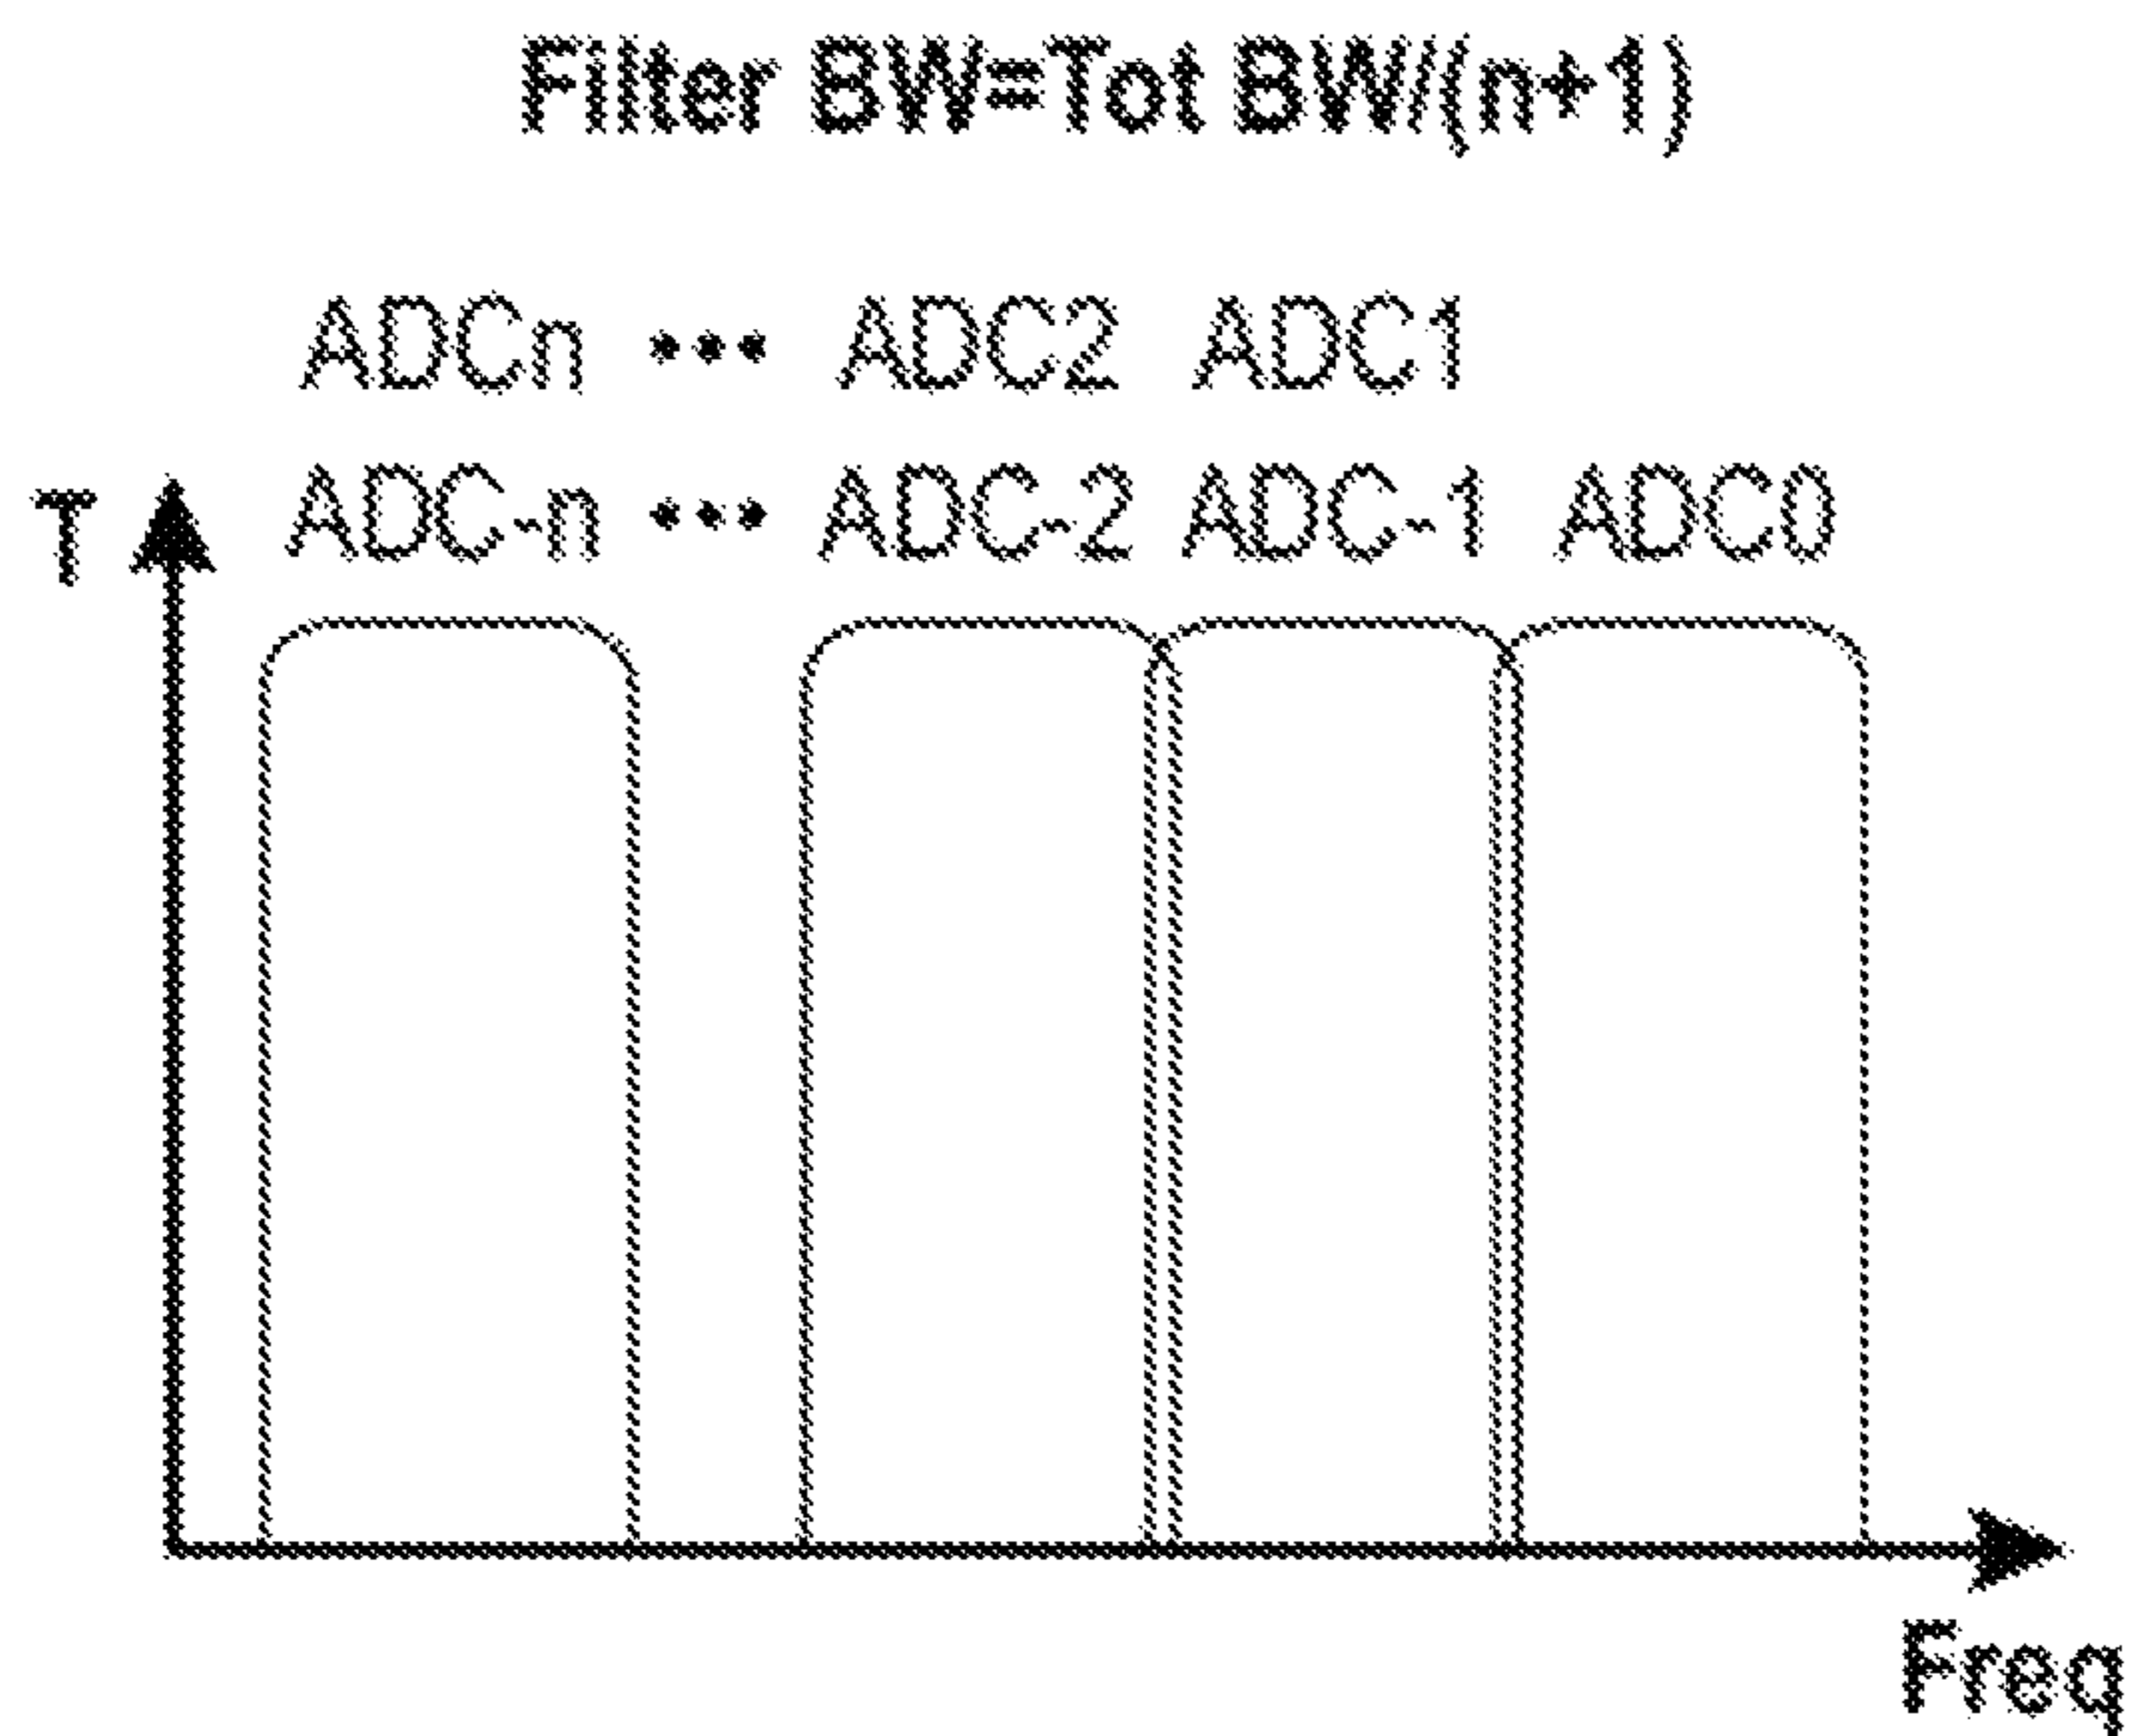 Filter BW=Tot BW/(n+1)
ADCn ••• ADC2 ADC1
T ADC-n ••• ADC-2 ADC-1 ADC0
Freq